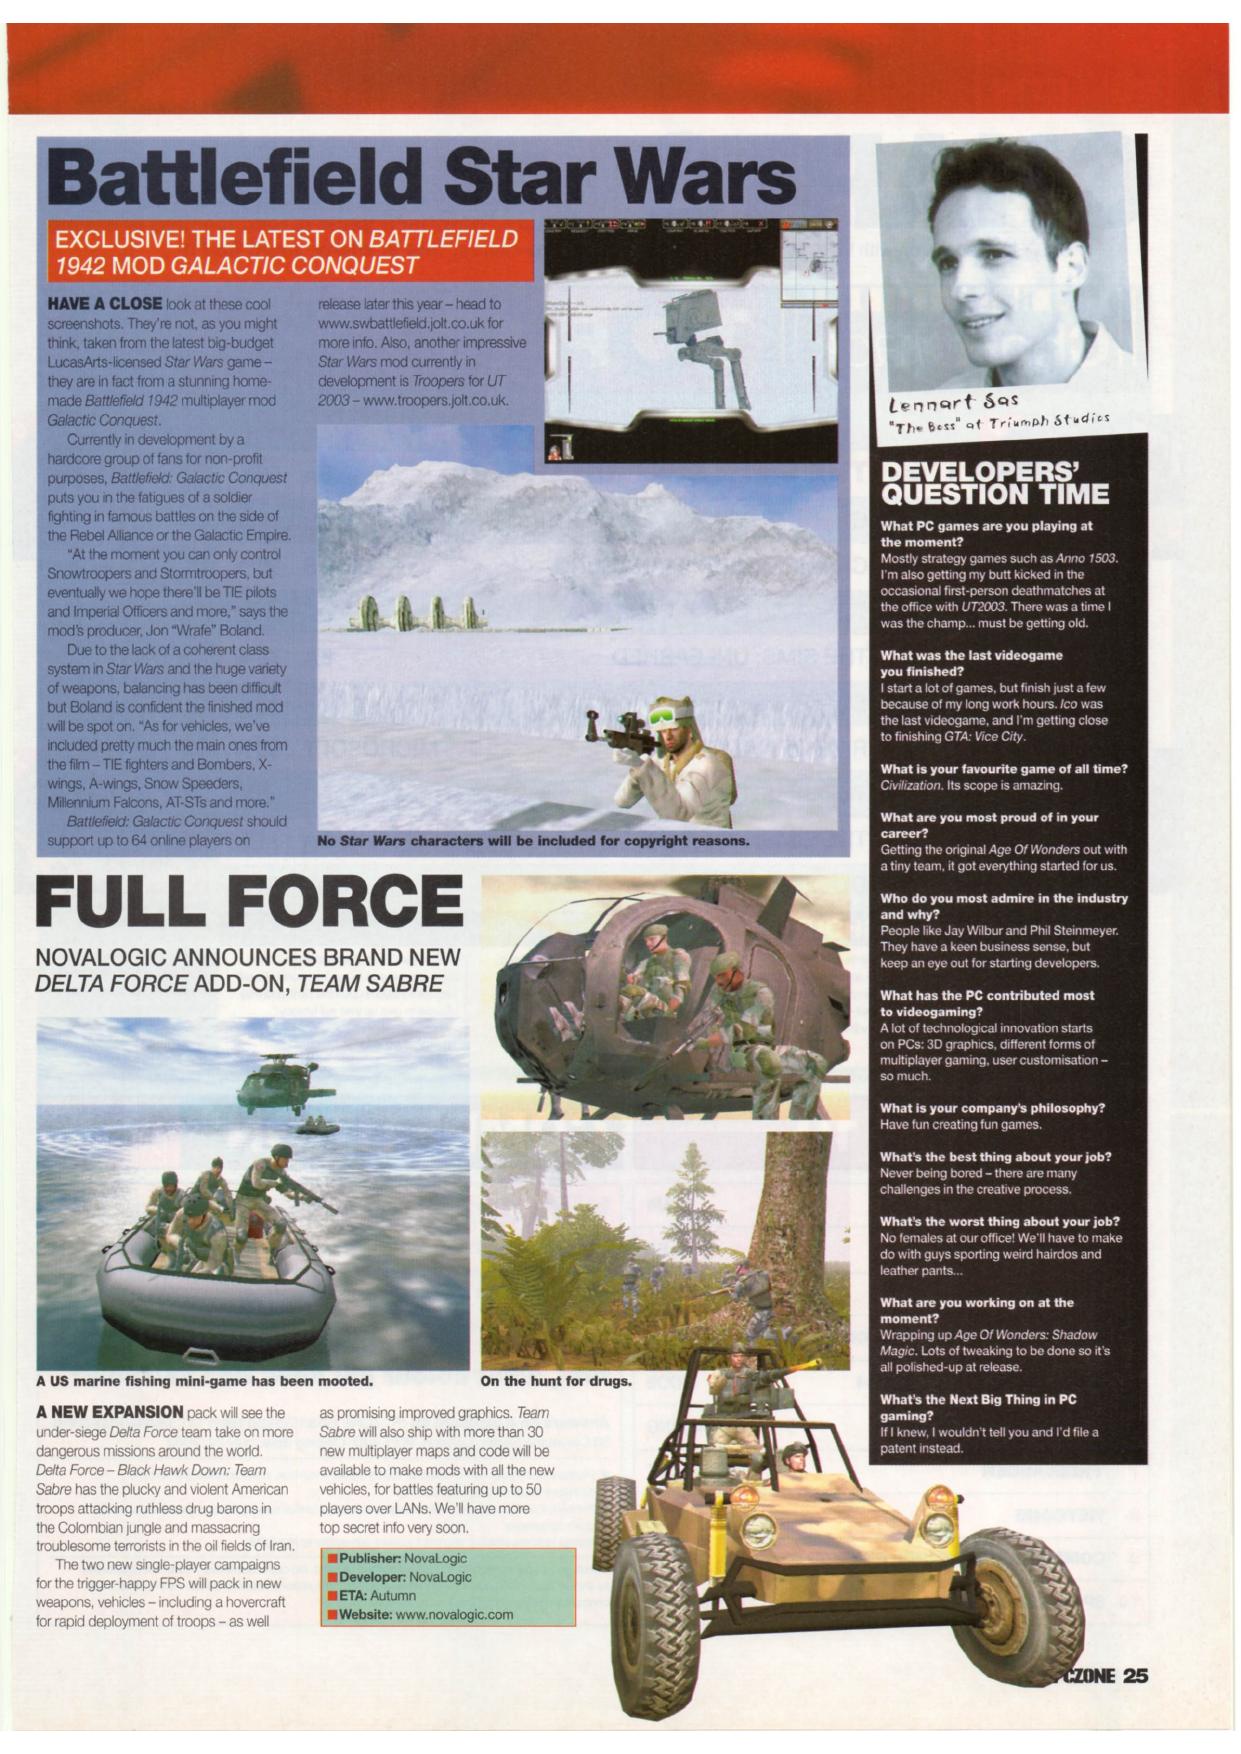 Battlefield Star Wars
EXCLUSIVE! THE LATEST ON BATTLEFIELD
1942 MOD GALACTIC CONQUEST
HAVE A CLOSE look at these cool
screenshots. They're not, as you might
think, taken from the latest big-budget
LucasArts-licensed Star Wars game –
they are in fact from a stunning home-
made Battlefield 1942 multiplayer mod
Galactic Conquest.
Currently in development by a
hardcore group of fans for non-profit
purposes, Battlefield: Galactic Conquest
puts you in the fatigues of a soldier
fighting in famous battles on the side of
the Rebel Alliance or the Galactic Empire.
"At the moment you can only control
Snowtroopers and Stormtroopers, but
eventually we hope there'll be TIE pilots
and Imperial Officers and more," says the
mod's producer, Jon "Wrafe" Boland.
Due to the lack of a coherent class
system in Star Wars and the huge variety
of weapons, balancing has been difficult
but Boland is confident the finished mod
will be spot on. "As for vehicles, we've
included pretty much the main ones from
the film – TIE fighters and Bombers, X-
wings, A-wings, Snow Speeders,
Millennium Falcons, AT-STs and more."
Battlefield: Galactic Conquest should
support up to 64 online players on
release later this year – head to
www.swbattlefield.jolt.co.uk for
more info. Also, another impressive
Star Wars mod currently in
development is Troopers for UT
2003 – www.troopers.jolt.co.uk.
No Star Wars characters will be included for copyright reasons.
FULL FORCE
NOVALOGIC ANNOUNCES BRAND NEW
DELTA FORCE ADD-ON, TEAM SABRE
A US marine fishing mini-game has been mooted.
On the hunt for drugs.
A NEW EXPANSION pack will see the
under-siege Delta Force team take on more
dangerous missions around the world.
Delta Force – Black Hawk Down: Team
Sabre has the plucky and violent American
troops attacking ruthless drug barons in
the Colombian jungle and massacring
troublesome terrorists in the oil fields of Iran.
The two new single-player campaigns
for the trigger-happy FPS will pack in new
weapons, vehicles – including a hovercraft
for rapid deployment of troops – as well
as promising improved graphics. Team
Sabre will also ship with more than 30
new multiplayer maps and code will be
available to make mods with all the new
vehicles, for battles featuring up to 50
players over LANs. We'll have more
top secret info very soon.
Publisher: NovaLogic
Developer: NovaLogic
ETA: Autumn
Website: www.novalogic.com
Lennart Sas
"The Boss" at Triumph Studios
DEVELOPERS'
QUESTION TIME
What PC games are you playing at
the moment?
Mostly strategy games such as Anno 1503.
I'm also getting my butt kicked in the
occasional first-person deathmatches at
the office with UT2003. There was a time I
was the champ... must be getting old.
What was the last videogame
you finished?
I start a lot of games, but finish just a few
because of my long work hours. Ico was
the last videogame, and I'm getting close
to finishing GTA: Vice City.
What is your favourite game of all time?
Civilization. Its scope is amazing.
What are you most proud of in your
career?
Getting the original Age Of Wonders out with
a tiny team, it got everything started for us.
Who do you most admire in the industry
and why?
People like Jay Wilbur and Phil Steinmeyer.
They have a keen business sense, but
keep an eye out for starting developers.
What has the PC contributed most
to videogaming?
A lot of technological innovation starts
on PCs: 3D graphics, different forms of
multiplayer gaming, user customisation –
so much.
What is your company's philosophy?
Have fun creating fun games.
What's the best thing about your job?
Never being bored – there are many
challenges in the creative process.
What's the worst thing about your job?
No females at our office! We'll have to make
do with guys sporting weird hairdos and
leather pants...
What are you working on at the
moment?
Wrapping up Age Of Wonders: Shadow
Magic. Lots of tweaking to be done so it's
all polished-up at release.
What's the Next Big Thing in PC
gaming?
If I knew, I wouldn't tell you and I'd file a
patent instead.
PCZONE 25